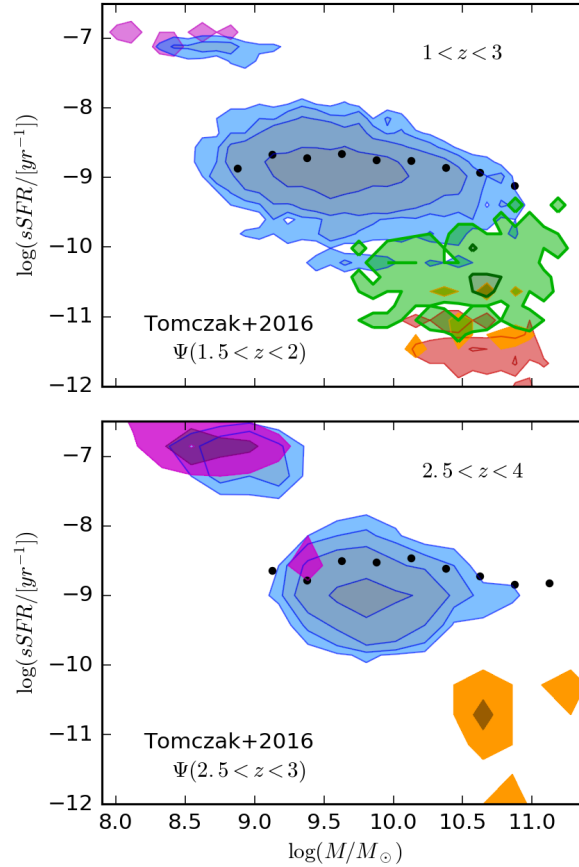 −7
1 < z < 3
−8
−9
log(sSFR/[yr⁻¹])
−10
−11
Tomczak+2016
Ψ(1.5 < z < 2)
−12
−7
2.5 < z < 4
−8
−9
log(sSFR/[yr⁻¹])
−10
−11
Tomczak+2016
Ψ(2.5 < z < 3)
−12
8.0 8.5 9.0 9.5 10.0 10.5 11.0
log(M/M⊙)